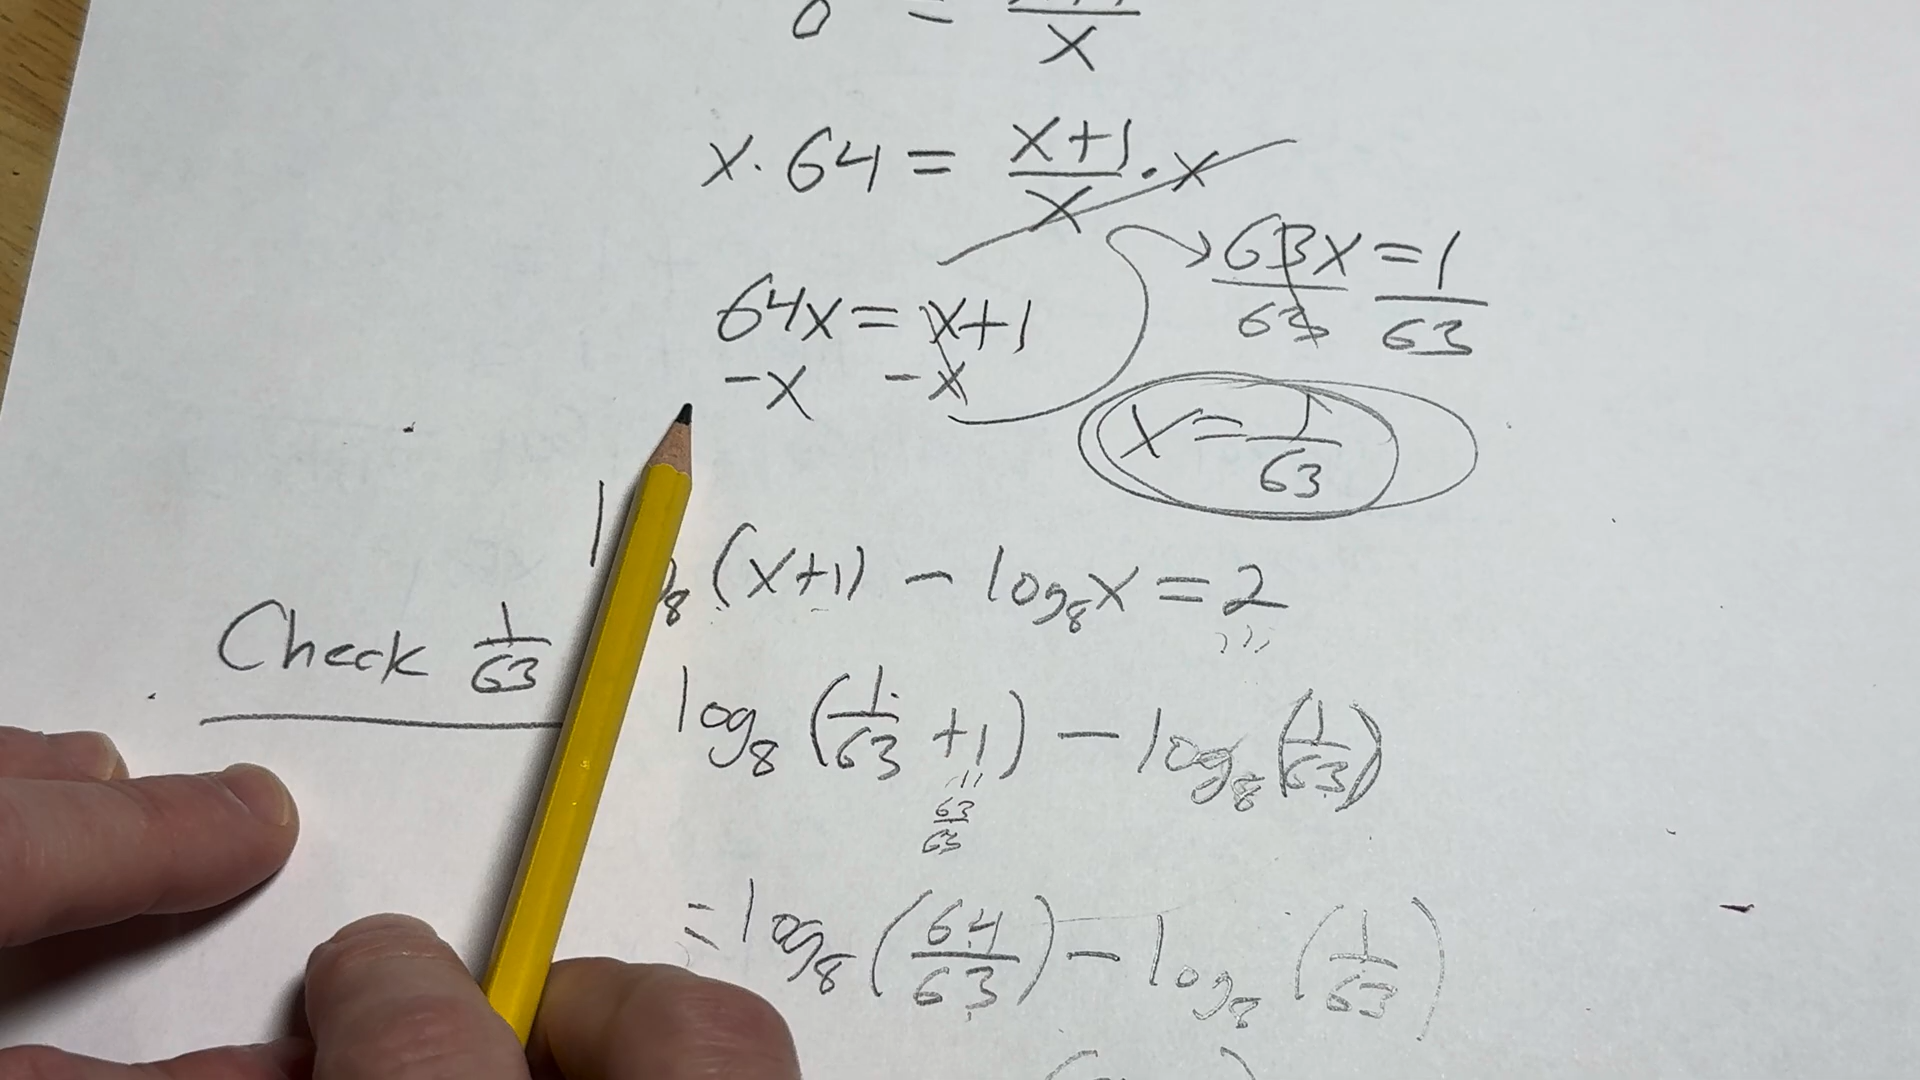 x · 64 = (x+1)/x · x
64x = x+1
-x -x
63x/63 = 1/63
x = 1/63
log₈(x+1) - log₈x = 2
Check 1/63
log₈(1/63 + 1) - log₈(1/63)
63/63
= log₈(64/63) - log₈(1/63)